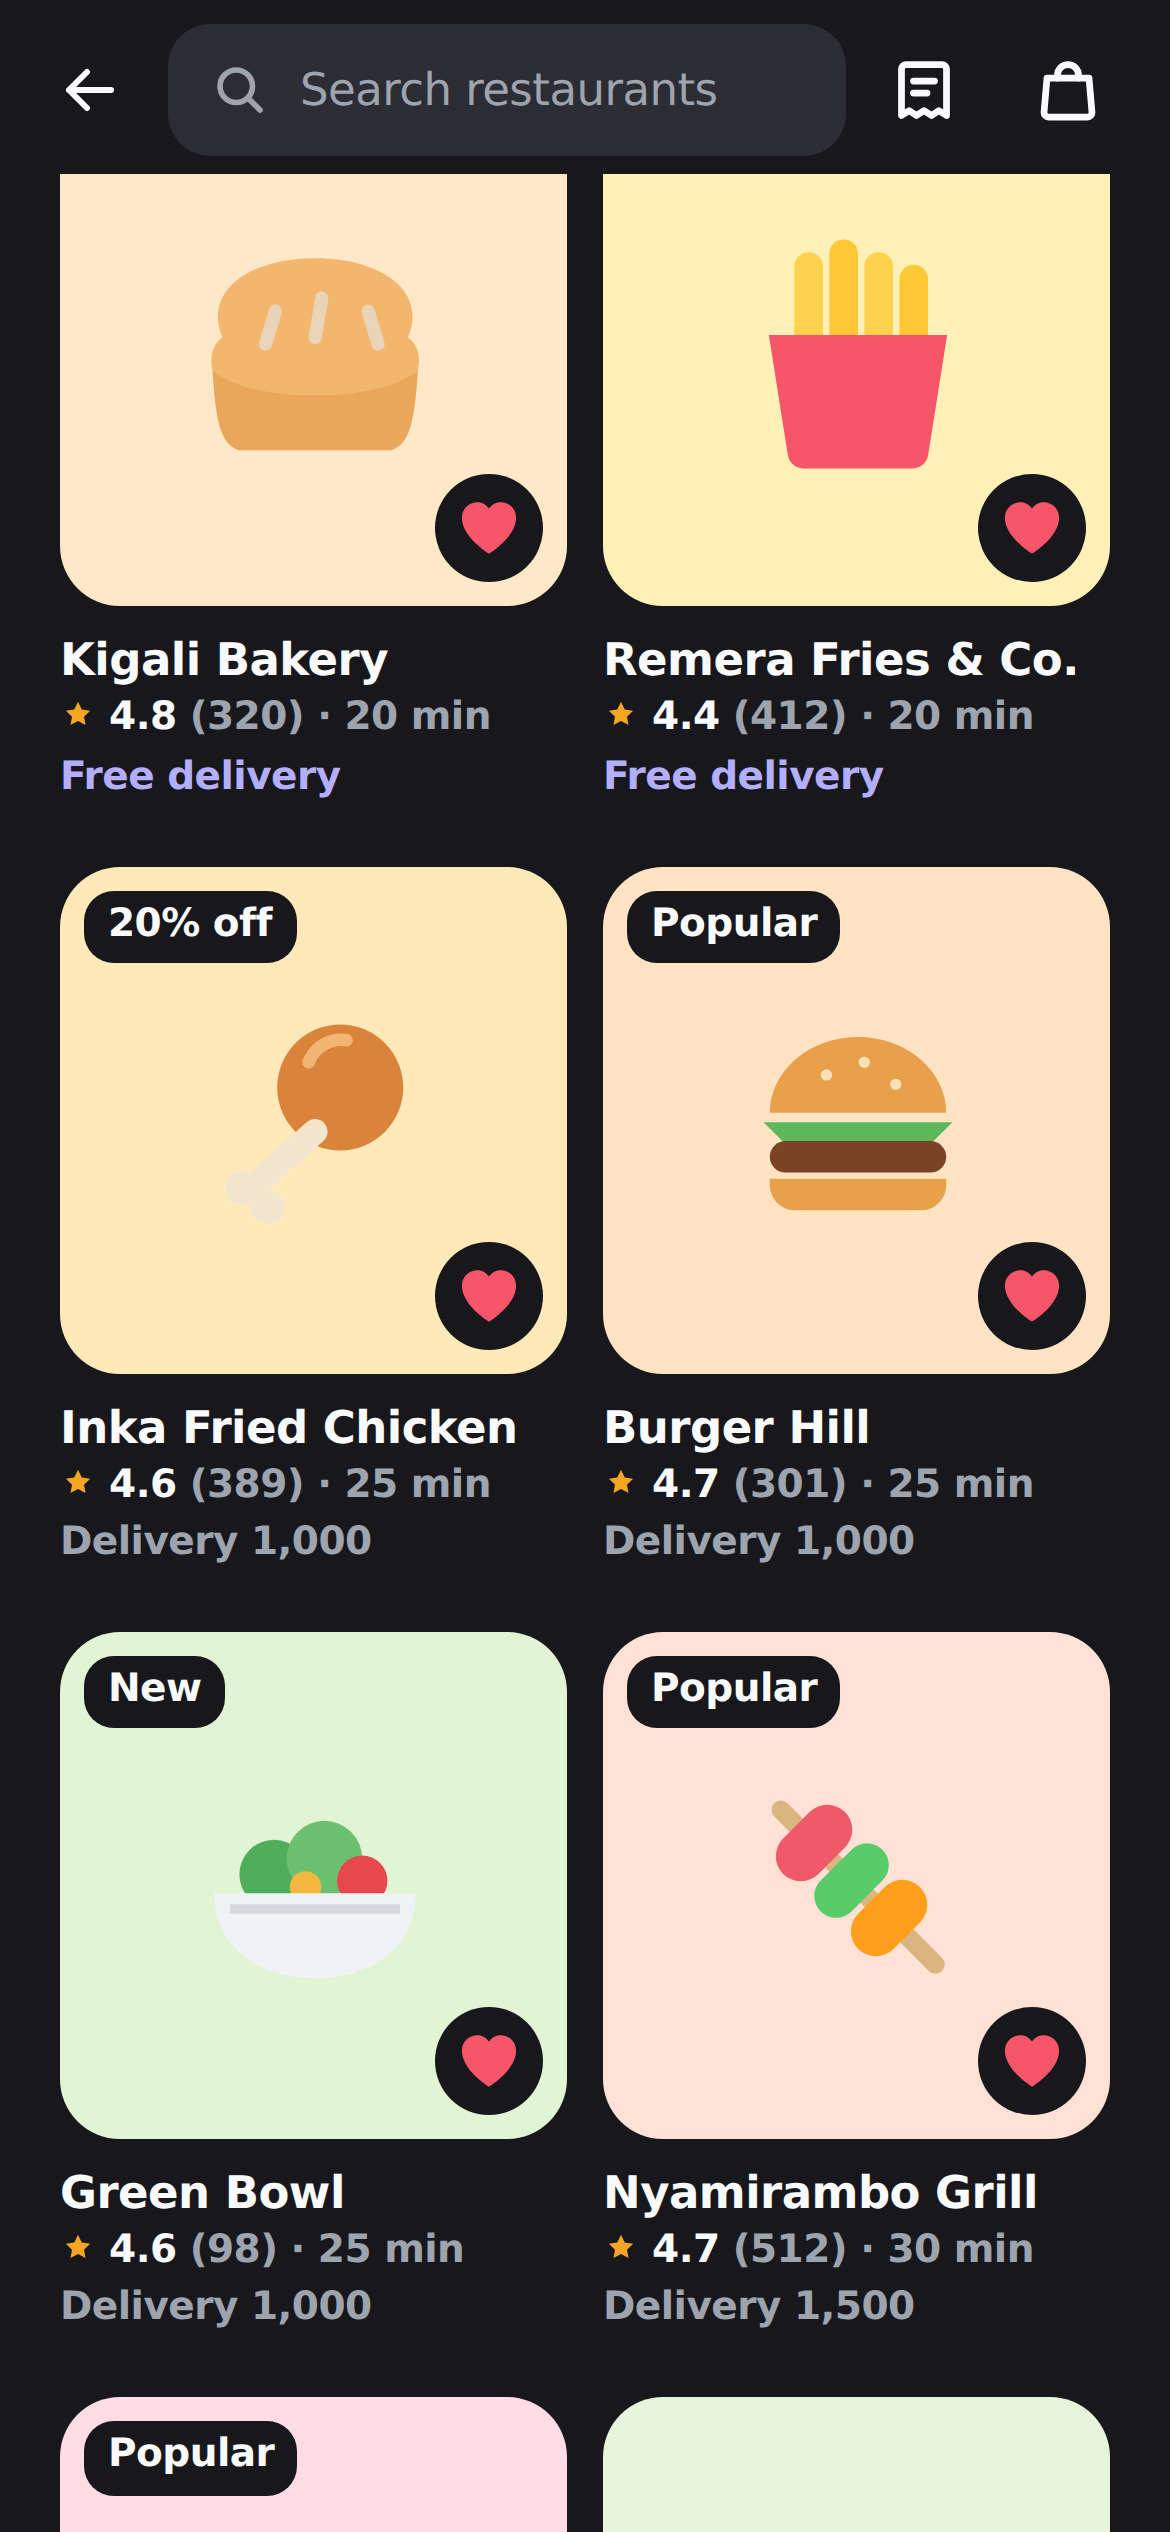 Search restaurants
Kigali Bakery
4.8 (320) · 20 min
Free delivery
Remera Fries & Co.
4.4 (412) · 20 min
Free delivery
20% off
Inka Fried Chicken
4.6 (389) · 25 min
Delivery 1,000
Popular
Burger Hill
4.7 (301) · 25 min
Delivery 1,000
New
Green Bowl
4.6 (98) · 25 min
Delivery 1,000
Popular
Nyamirambo Grill
4.7 (512) · 30 min
Delivery 1,500
Popular